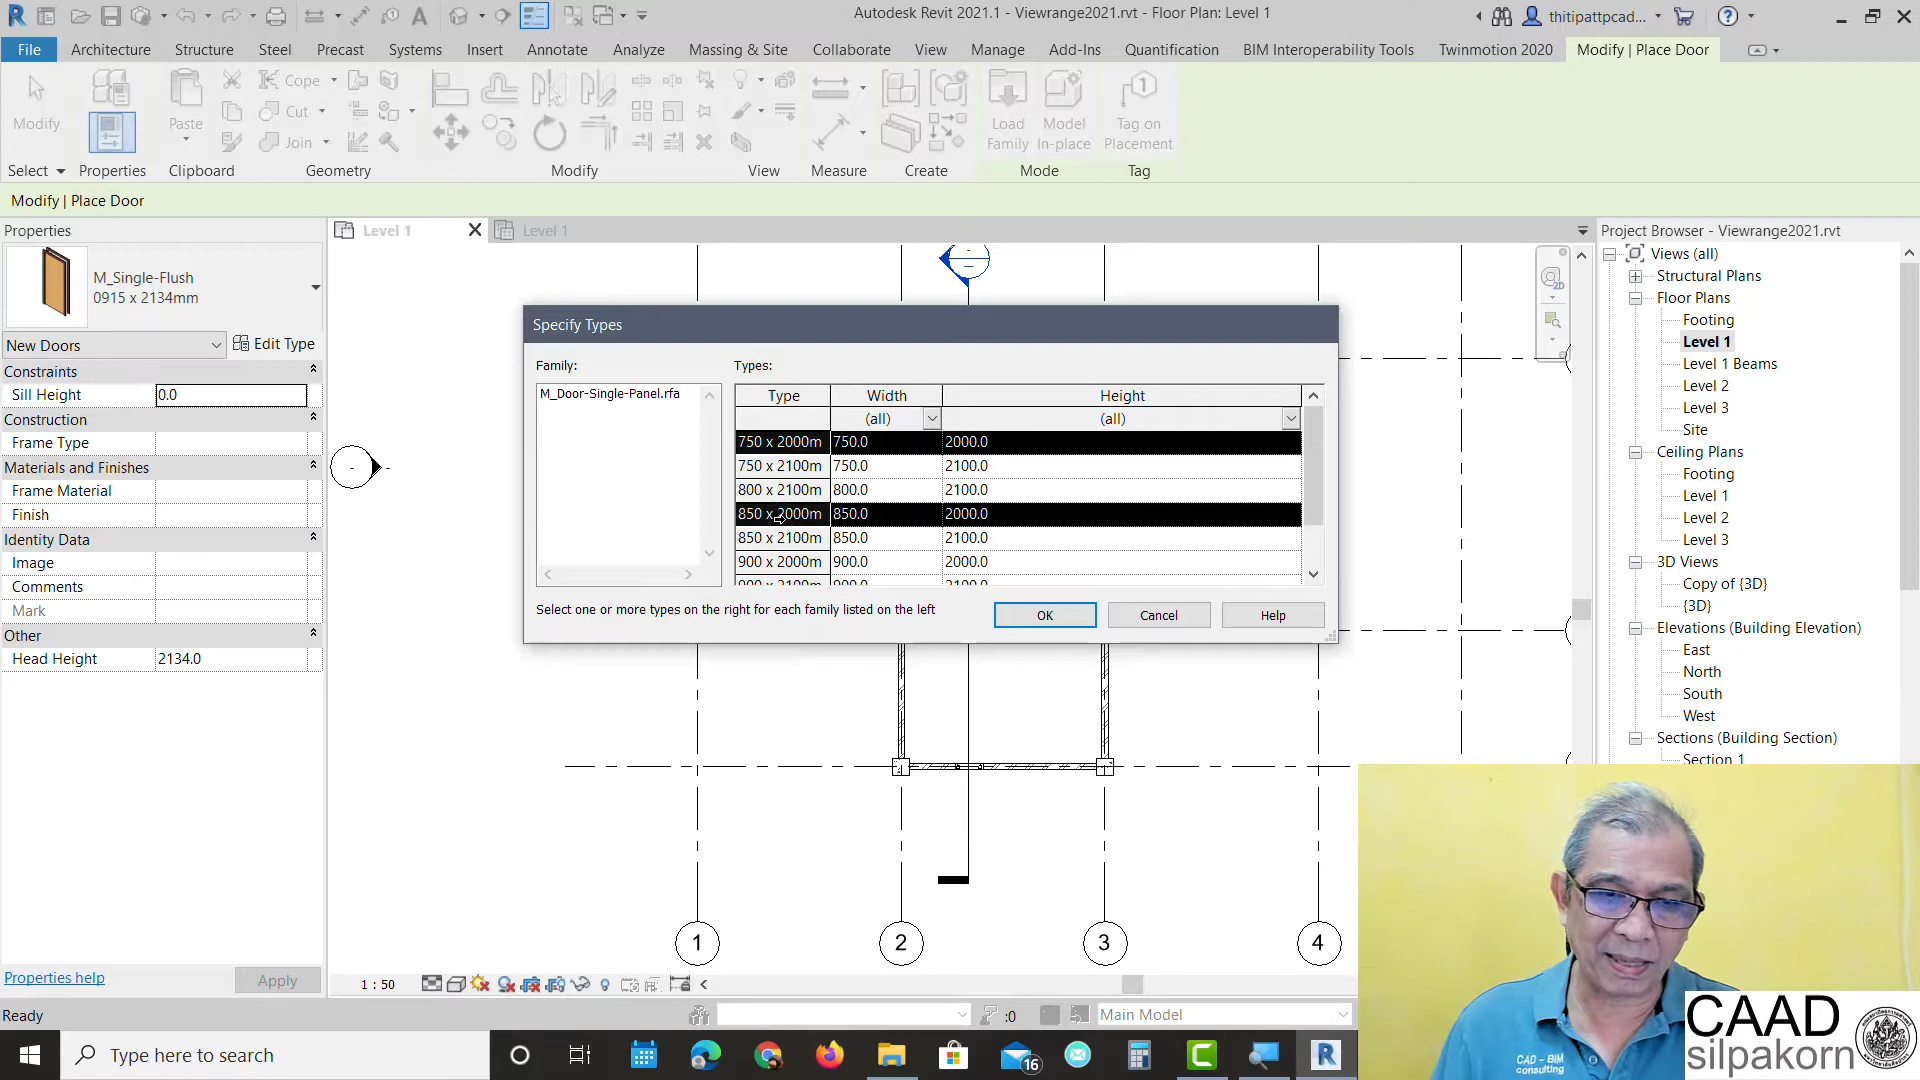 Autodesk Revit 2021.1 - Viewrange2021.rvt - Floor Plan: Level 1
thitipattpcad...
File
Architecture
Structure
Steel
Precast
Systems
Insert
Annotate
Analyze
Massing & Site
Collaborate
View
Manage
Add-Ins
Quantification
BIM Interoperability Tools
Twinmotion 2020
Modify | Place Door
Modify
Paste
Cope
Cut
Join
Load Family
Model In-place
Tag on Placement
Select
Properties
Clipboard
Geometry
Modify
View
Measure
Create
Mode
Tag
Modify | Place Door
Properties
M_Single-Flush
0915 x 2134mm
New Doors
Edit Type
Constraints
Sill Height 0.0
Construction
Frame Type
Materials and Finishes
Frame Material
Finish
Identity Data
Image
Comments
Mark
Other
Head Height 2134.0
Properties help
Apply
Level 1
Level 1
2D
Specify Types
Family:
M_Door-Single-Panel.rfa
Types:
Type Width Height
(all) (all)
750 x 2000m 750.0 2000.0
750 x 2100m 750.0 2100.0
800 x 2100m 800.0 2100.0
850 x 2000m 850.0 2000.0
850 x 2100m 850.0 2100.0
900 x 2000m 900.0 2000.0
900 x 2100m 900.0 2100.0
Select one or more types on the right for each family listed on the left
OK
Cancel
Help
1
2
3
4
Project Browser - Viewrange2021.rvt
Views (all)
Structural Plans
Floor Plans
Footing
Level 1
Level 1 Beams
Level 2
Level 3
Site
Ceiling Plans
Footing
Level 1
Level 2
Level 3
3D Views
Copy of {3D}
{3D}
Elevations (Building Elevation)
East
North
South
West
Sections (Building Section)
Section 1
1 : 50
Ready
:0
Main Model
Type here to search
16
CAD - BIM
consulting
CAAD
silpakorn